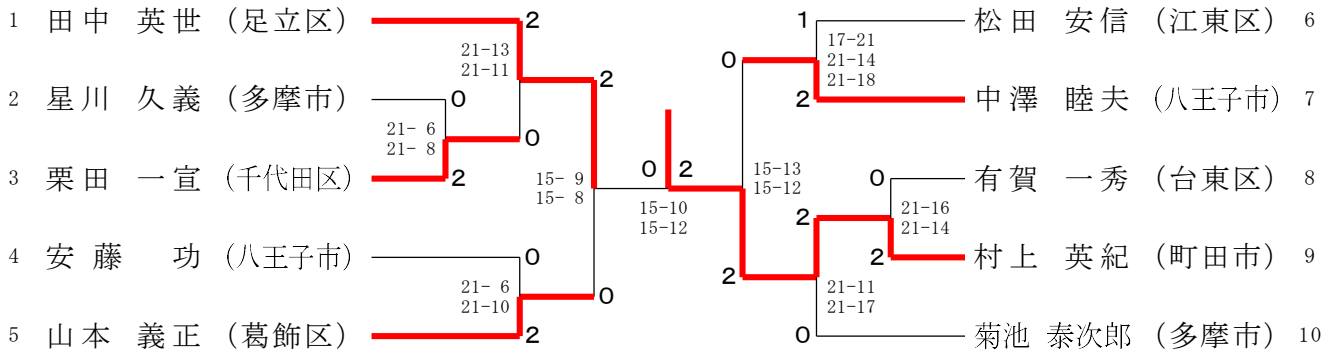 1 田中 英世 (足立区) 2
21-13
21-11
2
2 星川 久義 (多摩市) 0
21- 6
21- 8
0
3 栗田 一宣 (千代田区) 2
15- 9
15- 8
4 安藤 功 (八王子市) 0
21- 6
21-10
0
5 山本 義正 (葛飾区) 2
0 2
15-10
15-12
1 松田 安信 (江東区) 6
17-21
21-14
21-18
0
2 中澤 睦夫 (八王子市) 7
15-13
15-12
0 有賀 一秀 (台東区) 8
21-16
21-14
2
2 村上 英紀 (町田市) 9
2
21-11
21-17
0 菊池 泰次郎 (多摩市) 10